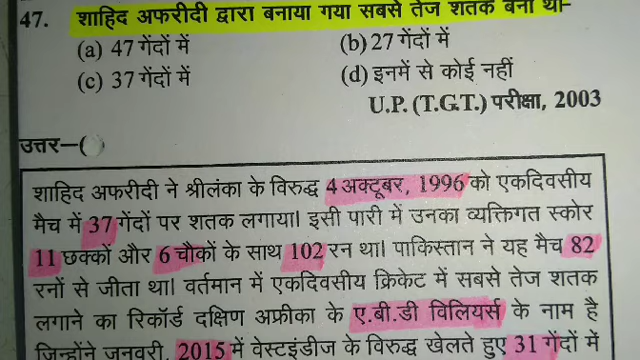 47. शाहिद अफरीदी द्वारा बनाया गया सबसे तेज शतक बना था–
(a) 47 गेंदों में (b) 27 गेंदों में
(c) 37 गेंदों में (d) इनमें से कोई नहीं
U.P. (T.G.T.) परीक्षा, 2003
उत्तर–( )
शाहिद अफरीदी ने श्रीलंका के विरुद्ध 4 अक्टूबर, 1996 को एकदिवसीय
मैच में 37 गेंदों पर शतक लगाया। इसी पारी में उनका व्यक्तिगत स्कोर
11 छक्कों और 6 चौकों के साथ 102 रन था। पाकिस्तान ने यह मैच 82
रनों से जीता था। वर्तमान में एकदिवसीय क्रिकेट में सबसे तेज शतक
लगाने का रिकॉर्ड दक्षिण अफ्रीका के ए.बी.डी विलियर्स के नाम है
जिन्होंने जनवरी, 2015 में वेस्टइंडीज के विरुद्ध खेलते हुए 31 गेंदों में